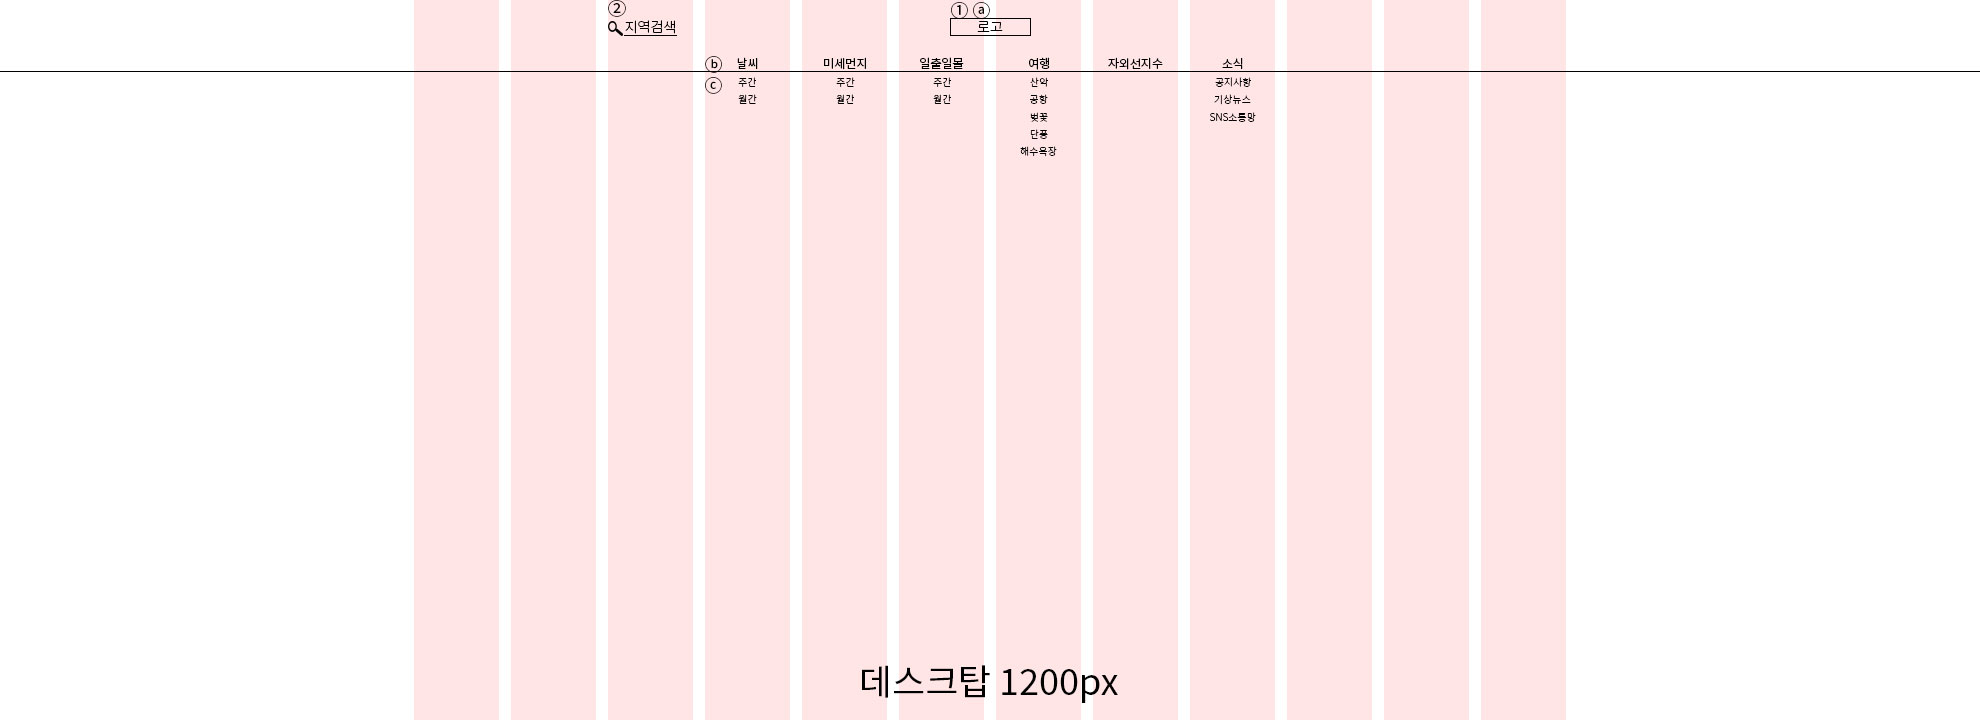 ② ① ⓐ
지역검색 로고
ⓑ 날씨 미세먼지 일출일몰 여행 자외선지수 소식
ⓒ 주간 주간 주간 산악 공지사항
월간 월간 월간 공항 기상뉴스
벚꽃 SNS소통망
단풍
해수욕장
데스크탑 1200px